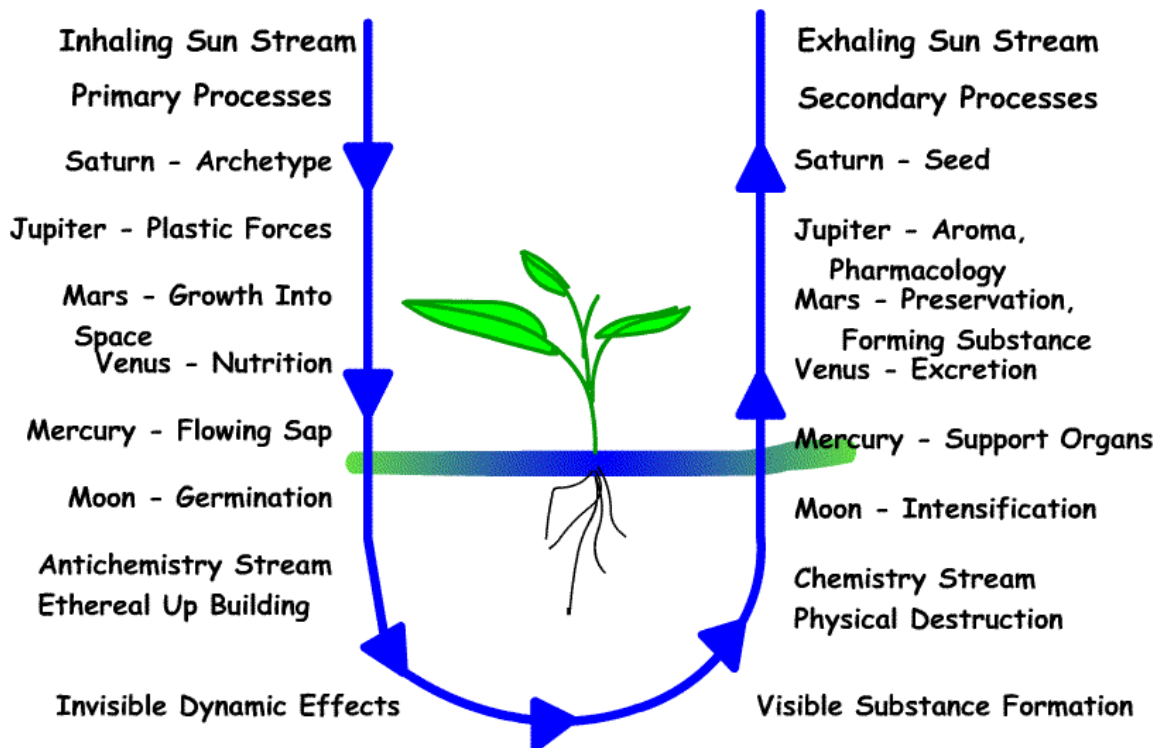 Inhaling Sun Stream
Primary Processes
Saturn - Archetype
Jupiter - Plastic Forces
Mars - Growth Into
Space
Venus - Nutrition
Mercury - Flowing Sap
Moon - Germination
Antichemistry Stream
Ethereal Up Building
Invisible Dynamic Effects
Exhaling Sun Stream
Secondary Processes
Saturn - Seed
Jupiter - Aroma,
Pharmacology
Mars - Preservation,
Forming Substance
Venus - Excretion
Mercury - Support Organs
Moon - Intensification
Chemistry Stream
Physical Destruction
Visible Substance Formation